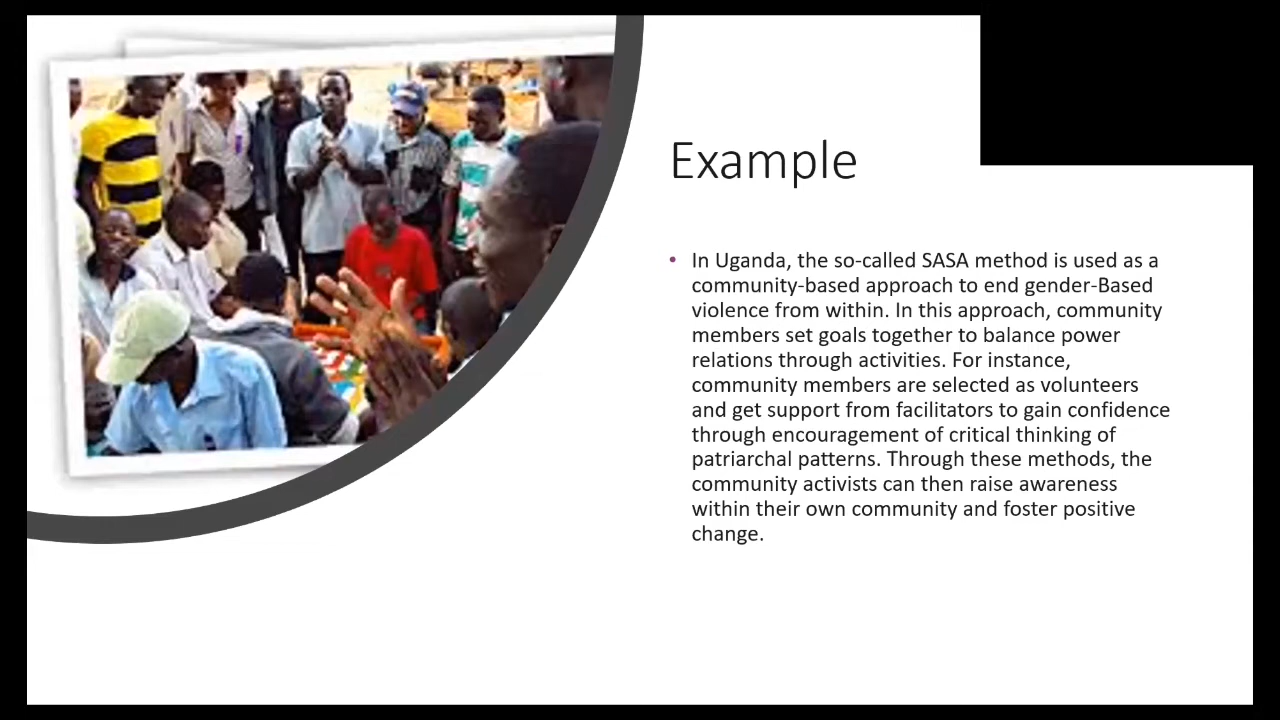 Example
• In Uganda, the so-called SASA method is used as a
community-based approach to end gender-Based
violence from within. In this approach, community
members set goals together to balance power
relations through activities. For instance,
community members are selected as volunteers
and get support from facilitators to gain confidence
through encouragement of critical thinking of
patriarchal patterns. Through these methods, the
community activists can then raise awareness
within their own community and foster positive
change.